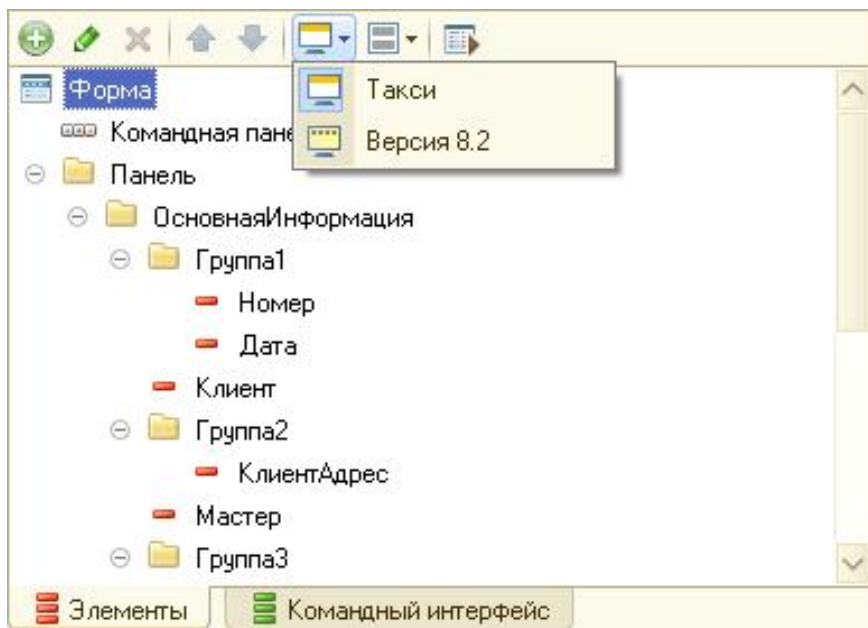 Такси
Форма
Версия 8.2
Командная пане
Панель
ОсновнаяИнформация
Группа1
Номер
Дата
Клиент
Группа2
КлиентАдрес
Мастер
Группа3
Элементы
Командный интерфейс